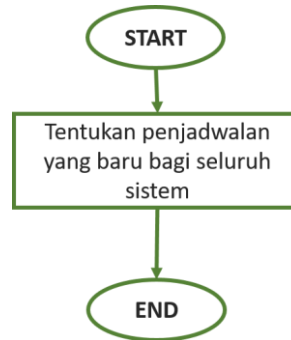 START
Tentukan penjadwalan
yang baru bagi seluruh
sistem
END